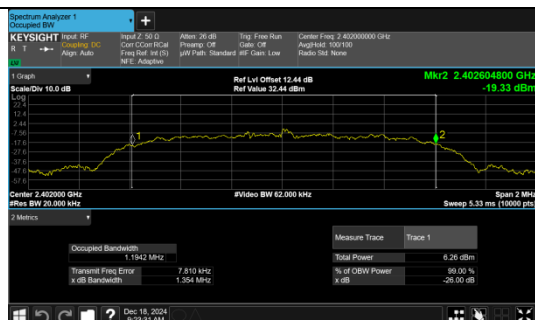 Spectrum Analyzer 1
Occupied BW
+
KEYSIGHT Input: RF Input Z: 50 Ω Atten: 26 dB Trig: Free Run Center Freq: 2.402000000 GHz
R T Coupling: DC Corr CCorr RCal Preamp: Off Gate: Off Avg|Hold: 100/100
Align: Auto Freq Ref: Int (S) µW Path: Standard #IF Gain: Low Radio Std: None
NFE: Adaptive
1 Graph Ref Lvl Offset 12.44 dB Mkr2 2.402604800 GHz
Scale/Div 10.0 dB Ref Value 32.44 dBm -19.33 dBm
Log
22.4
12.4
2.44
-7.56
-17.6
-27.6
-37.6
-47.6
-57.6
1
2
Center 2.402000 GHz #Video BW 62.000 kHz Span 2 MHz
#Res BW 20.000 kHz Sweep 5.33 ms (10000 pts)
2 Metrics
Measure Trace Trace 1
Occupied Bandwidth
1.1942 MHz Total Power 6.26 dBm
Transmit Freq Error 7.810 kHz % of OBW Power 99.00 %
x dB Bandwidth 1.354 MHz x dB -26.00 dB
? Dec 18, 2024